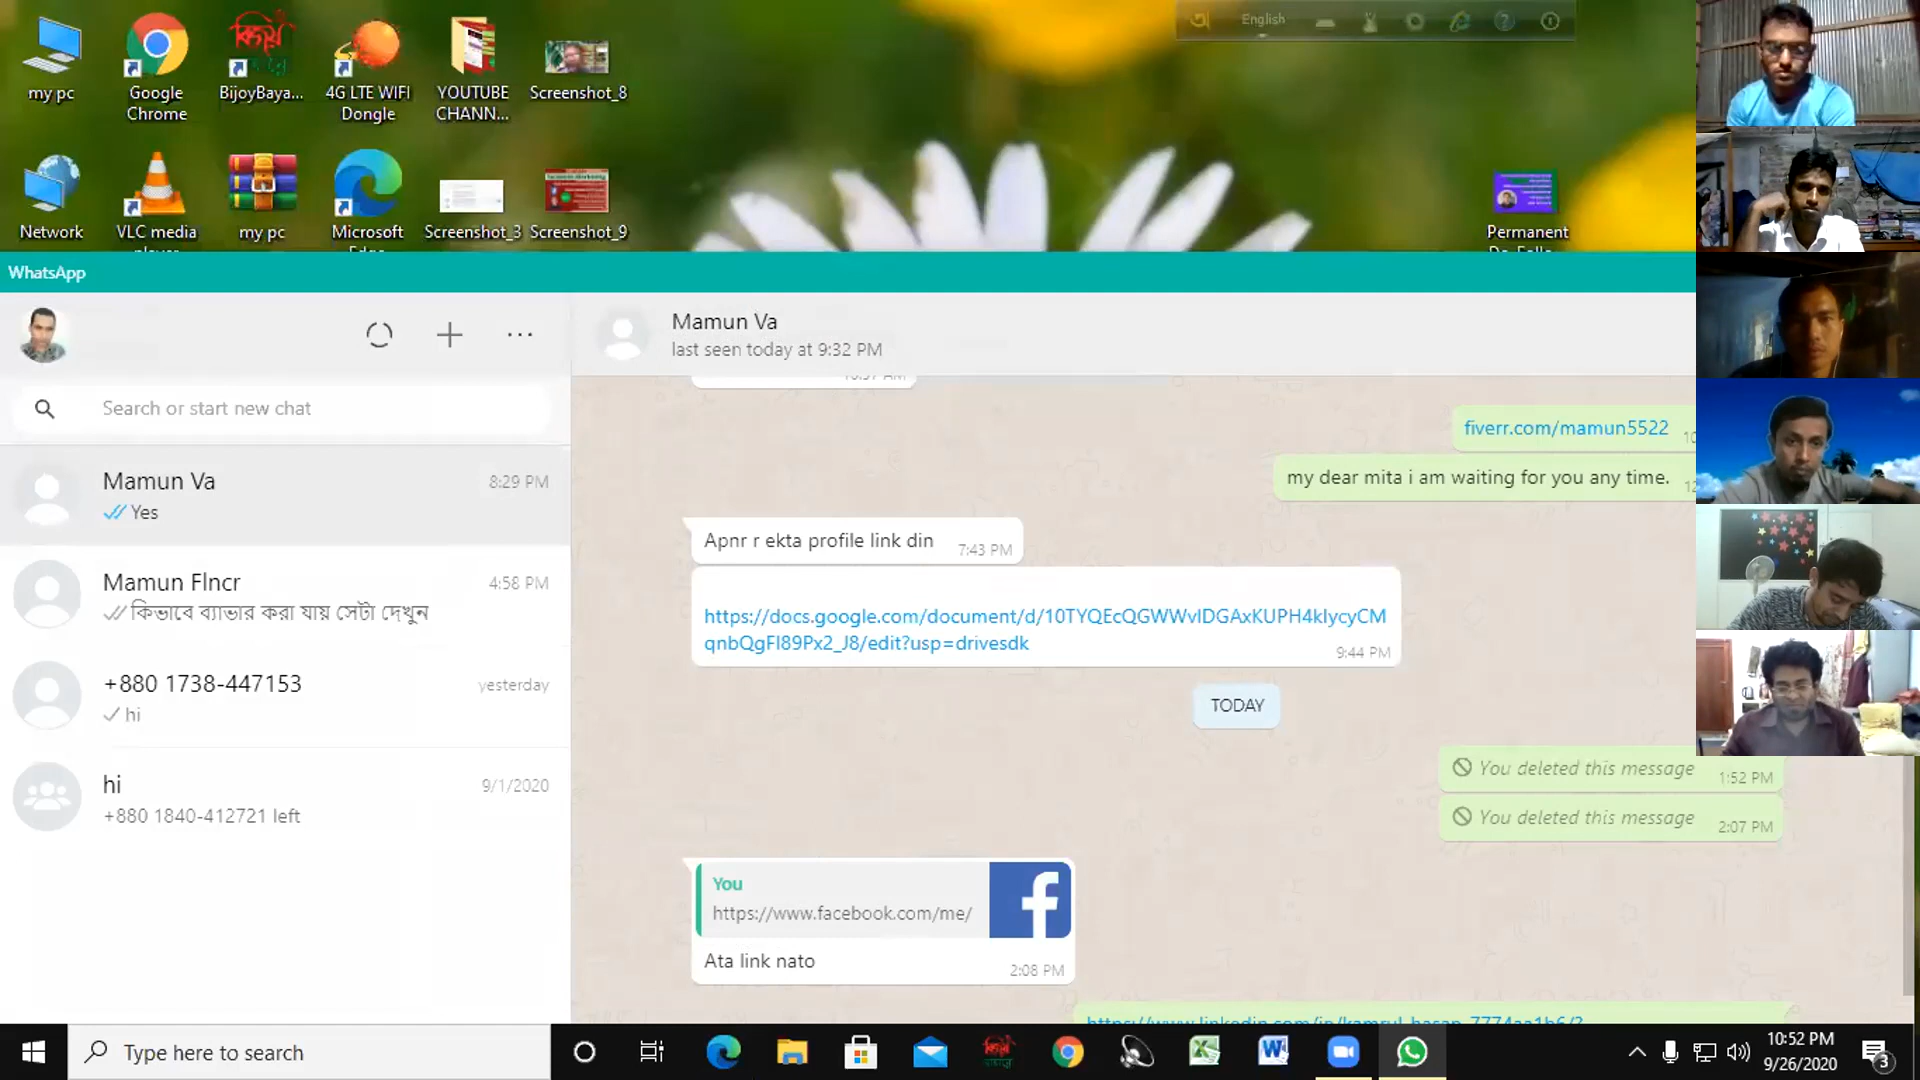 English
my pc
Google
Chrome
BijoyBaya...
4G LTE WIFI
Dongle
YOUTUBE
CHANN...
Screenshot_8
Network
VLC media
my pc
Microsoft
Screenshot_3
Screenshot_9
Permanent
WhatsApp
Search or start new chat
Mamun Va
8:29 PM
Yes
Mamun Flncr
4:58 PM
কিভাবে ব্যাভার করা যায় সেটা দেখুন
+880 1738-447153
yesterday
hi
hi
9/1/2020
+880 1840-412721 left
Mamun Va
last seen today at 9:32 PM
fiverr.com/mamun5522
my dear mita i am waiting for you any time.
Apnr r ekta profile link din
7:43 PM
https://docs.google.com/document/d/10TYQEcQGWWvIDGAxKUPH4kIycyCM
qnbQgFI89Px2_J8/edit?usp=drivesdk
9:44 PM
TODAY
You deleted this message
1:52 PM
You deleted this message
2:07 PM
You
https://www.facebook.com/me/
Ata link nato
2:08 PM
Type here to search
10:52 PM
9/26/2020
3